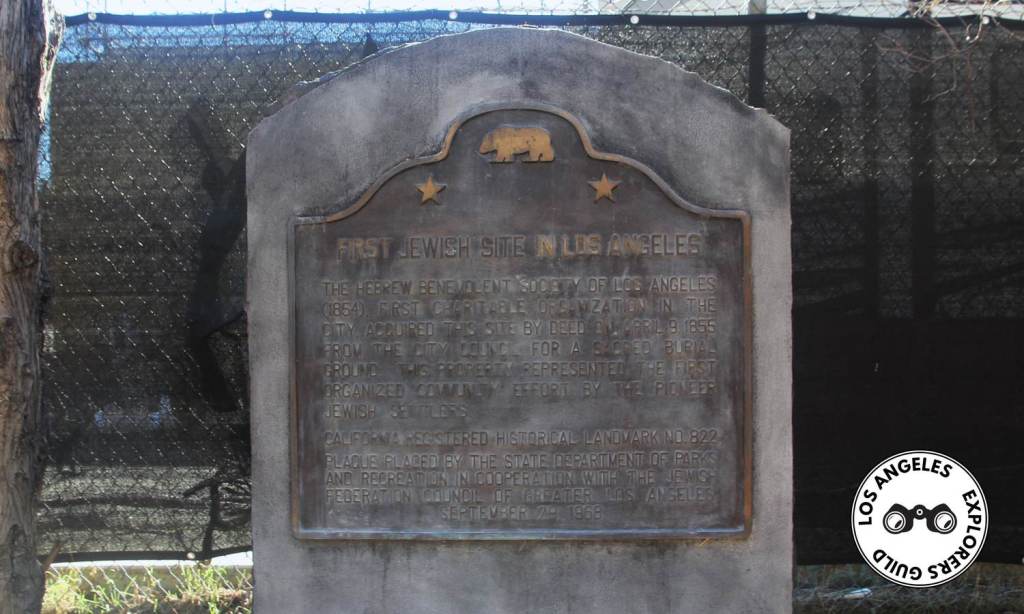 FIRST JEWISH SITE IN LOS ANGELES
THE HEBREW BENEVOLENT SOCIETY OF LOS ANGELES
(1854), FIRST CHARITABLE ORGANIZATION IN THE
CITY, ACQUIRED THIS SITE BY DEED ON APRIL 9, 1855
FROM THE CITY COUNCIL FOR A SACRED BURIAL
GROUND. THIS PROPERTY REPRESENTED THE FIRST
ORGANIZED COMMUNITY EFFORT BY THE PIONEER
JEWISH SETTLERS.
CALIFORNIA REGISTERED HISTORICAL LANDMARK NO. 822
PLAQUE PLACED BY THE STATE DEPARTMENT OF PARKS
AND RECREATION IN COOPERATION WITH THE JEWISH
FEDERATION COUNCIL OF GREATER LOS ANGELES,
SEPTEMBER 29, 1968
LOS ANGELES EXPLORERS GUILD